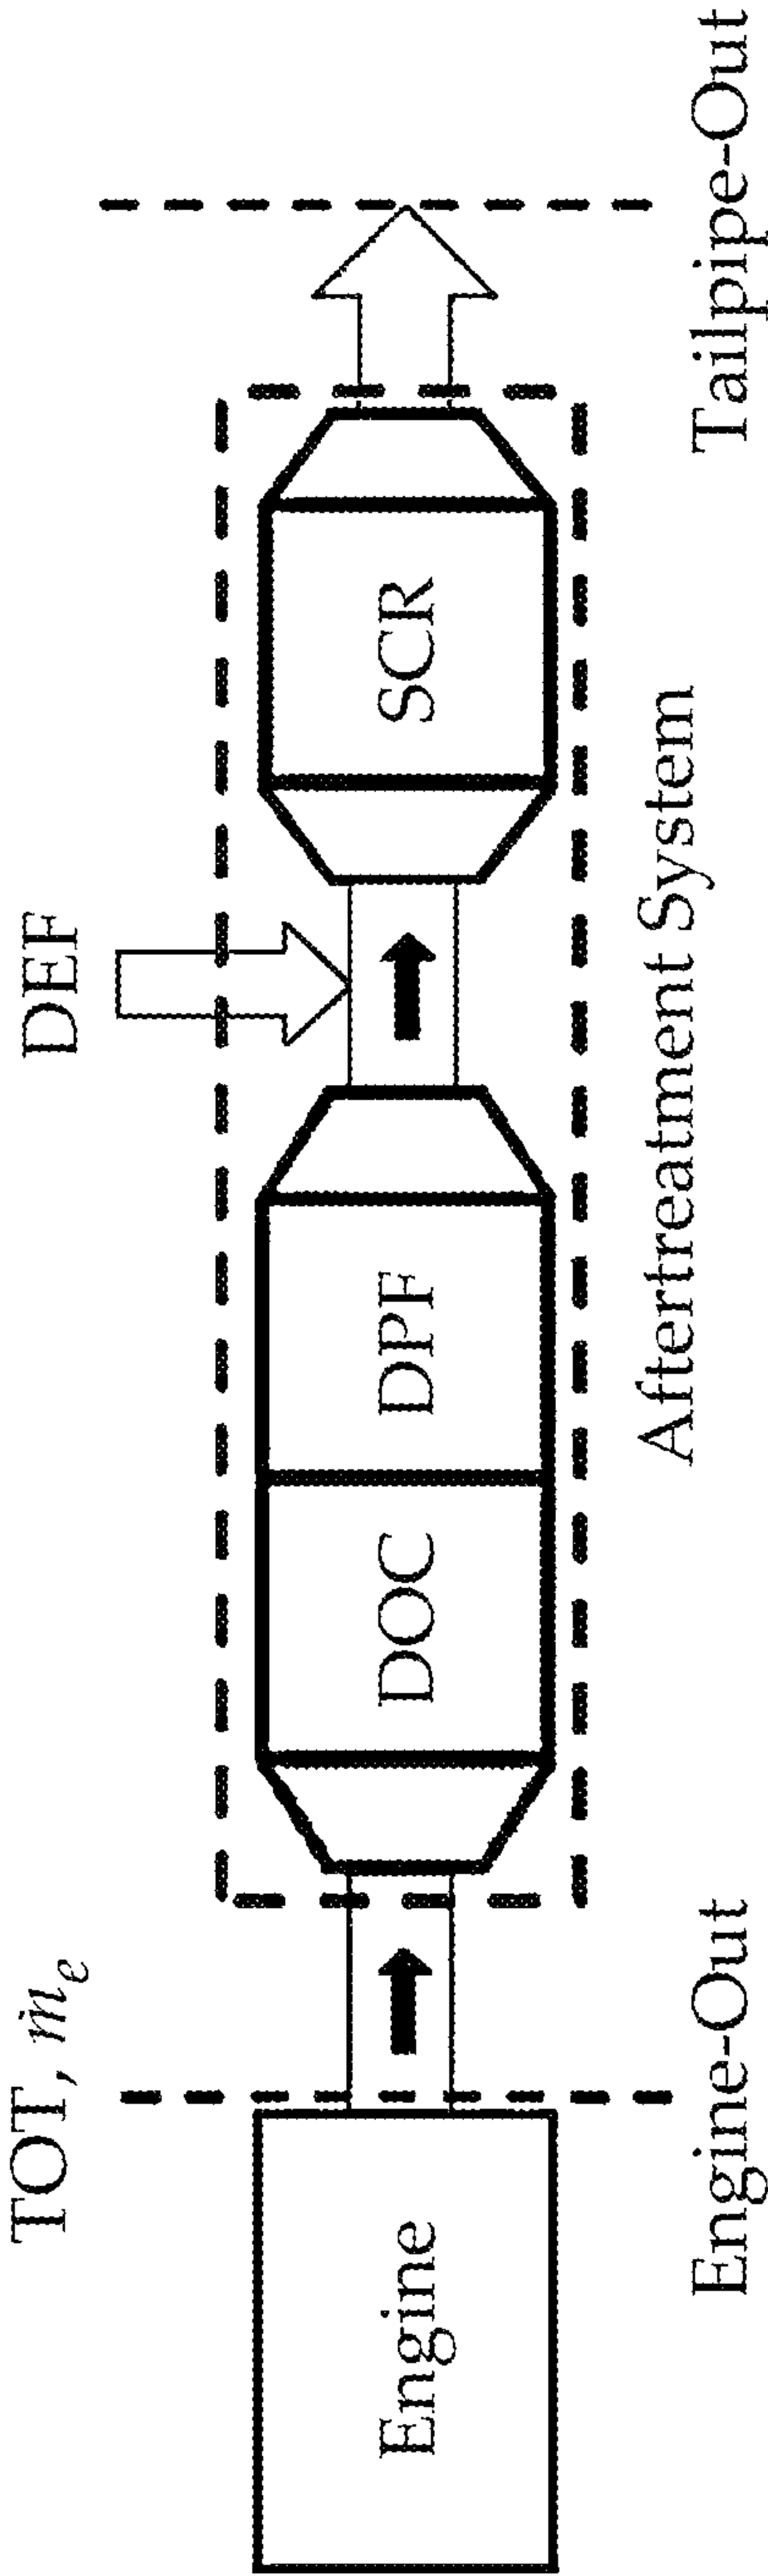 TOT, ṁₑ
DEF
Engine
DOC
DPF
SCR
Engine-Out
Aftertreatment System
Tailpipe-Out